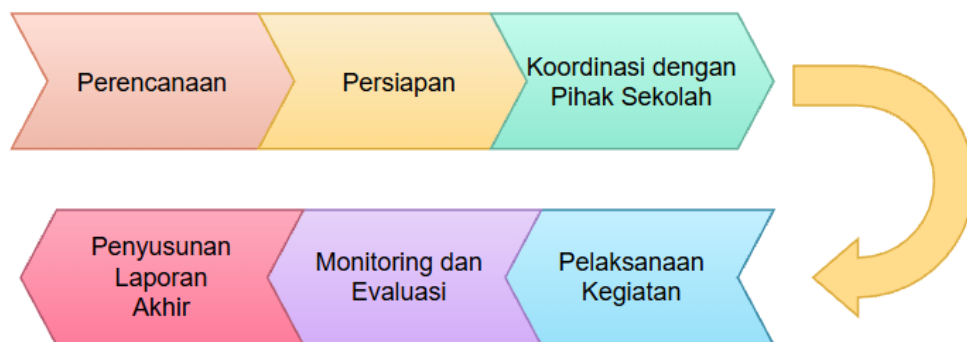 Perencanaan
Persiapan
Koordinasi dengan
Pihak Sekolah
Pelaksanaan
Kegiatan
Monitoring dan
Evaluasi
Penyusunan
Laporan
Akhir